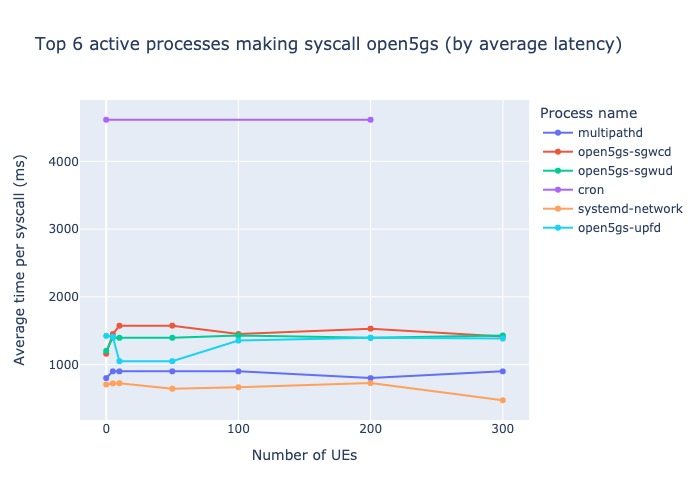 Top 6 active processes making syscall open5gs (by average latency)
Process name
multipathd
open5gs-sgwcd
open5gs-sgwud
cron
systemd-network
open5gs-upfd
Average time per syscall (ms)
4000
3000
2000
1000
0 100 200 300
Number of UEs